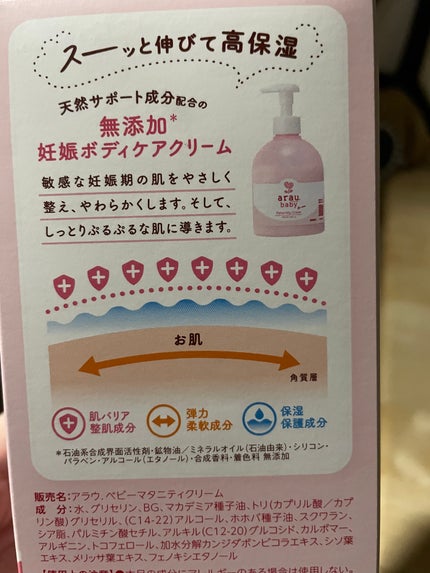 スーッと伸びて高保湿
天然サポート成分配合の
無添加*
妊娠ボディケアクリーム
敏感な妊娠期の肌をやさしく
整え、やわらかくします。そして、
しっとりぷるぷるな肌に導きます。
arau.
baby
お肌
角質層
肌バリア
整肌成分
弾力
柔軟成分
保湿
保護成分
*石油系合成界面活性剤・鉱物油/ミネラルオイル(石油由来)・シリコン・
パラベン・アルコール(エタノール)・合成香料・着色料 無添加
販売名:アラウ.ベビーマタニティクリーム
成 分:水、グリセリン、BG、マカデミア種子油、トリ(カプリル酸/カプ
リン酸)グリセリル、(C14-22)アルコール、ホホバ種子油、スクワラン、
シア脂、パルミチン酸セチル、アルキル(C12-20)グルコシド、カルボマー、
アルギニン、トコフェロール、加水分解カンジダボンビコラエキス、シソ葉
エキス、メリッサ葉エキス、フェノキシエタノール